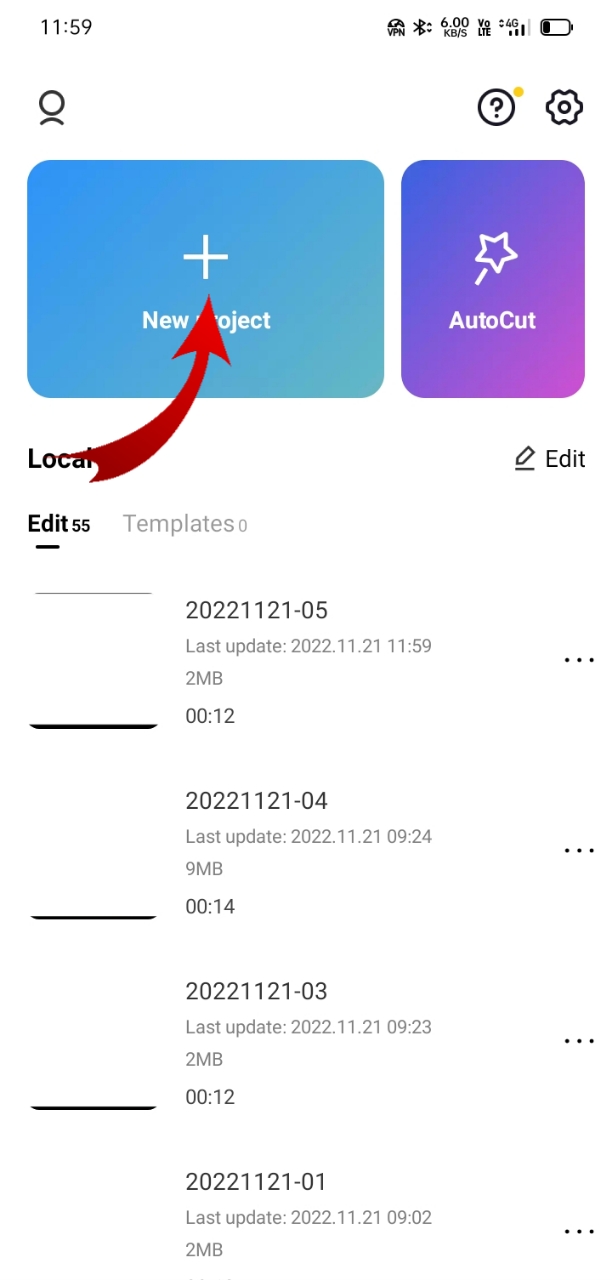 11:59
VPN 6.00 KB/S Vo LTE 4G
New project AutoCut
Local
Edit
Edit 55 Templates 0
20221121-05
Last update: 2022.11.21 11:59
2MB
00:12
20221121-04
Last update: 2022.11.21 09:24
9MB
00:14
20221121-03
Last update: 2022.11.21 09:23
2MB
00:12
20221121-01
Last update: 2022.11.21 09:02
2MB